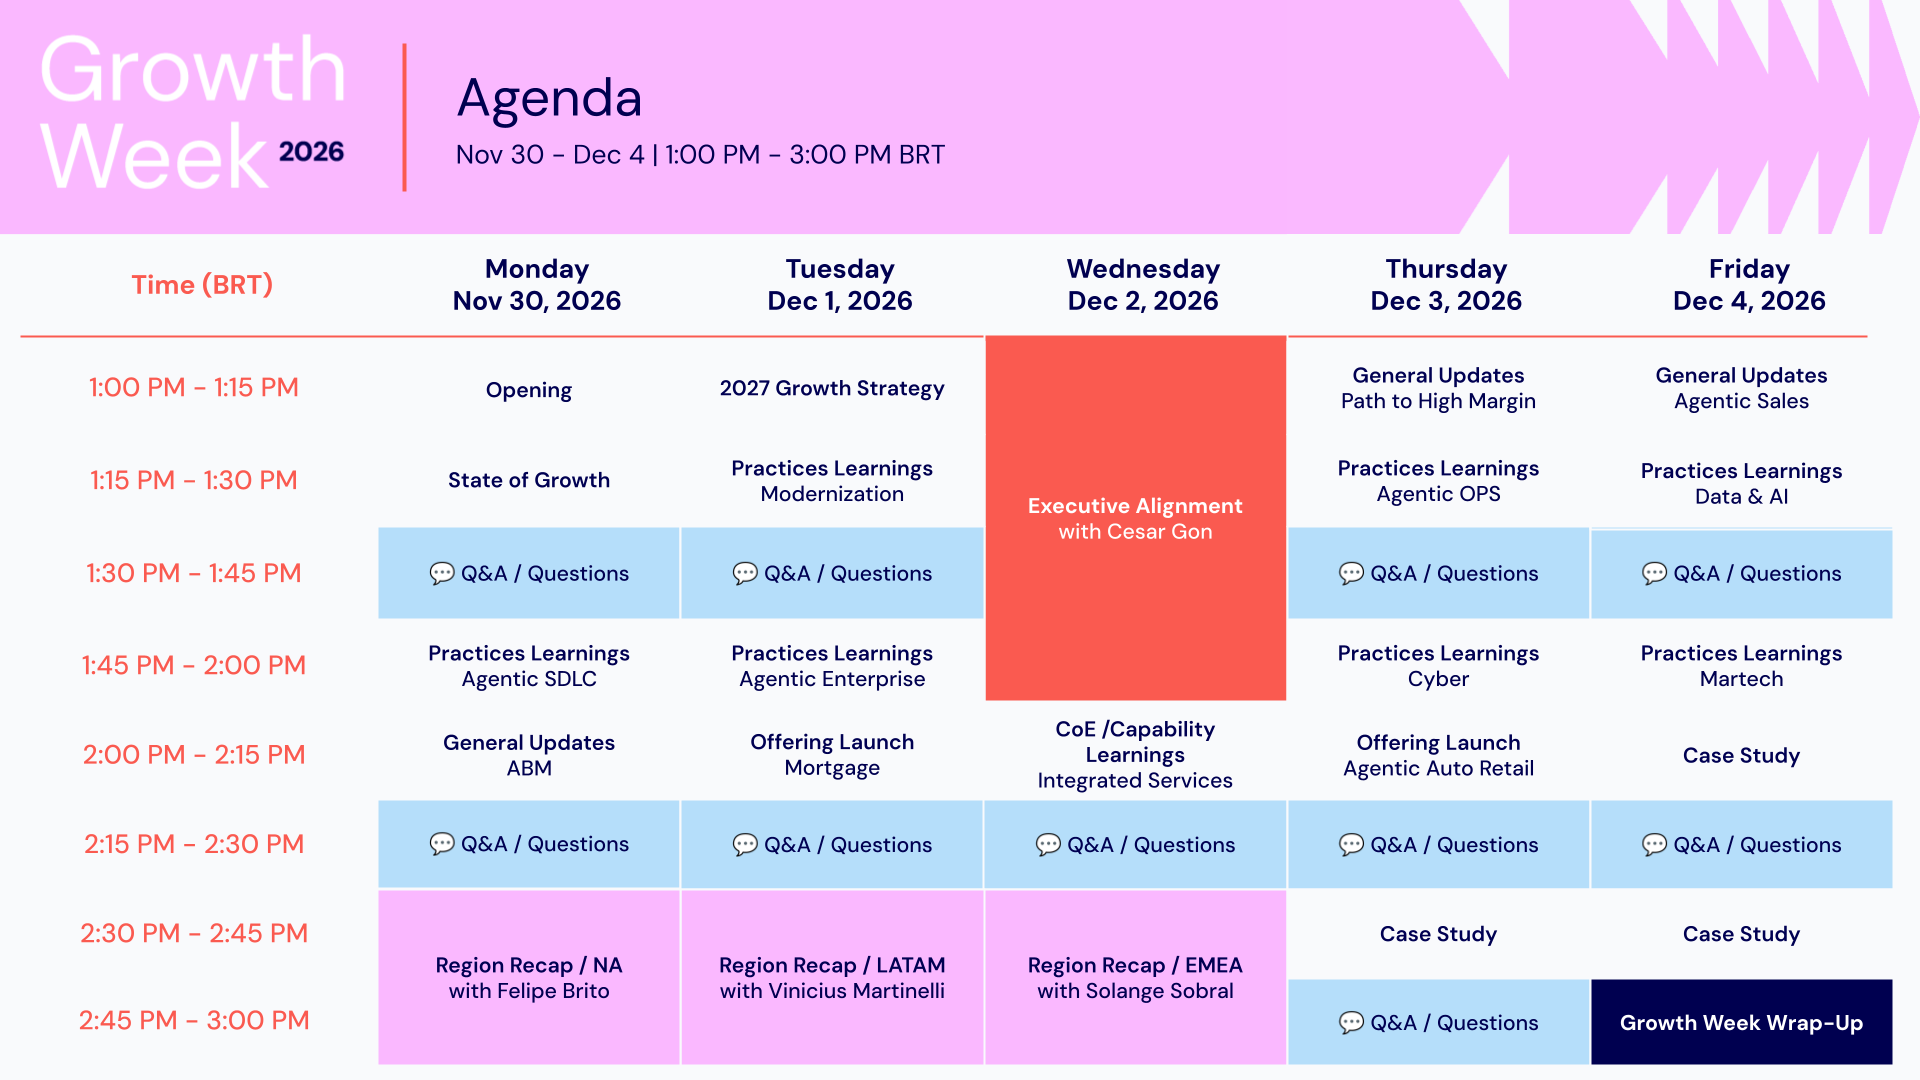 Growth
Week 2026
Agenda
Nov 30 - Dec 4 | 1:00 PM - 3:00 PM BRT
Time (BRT)
Monday
Nov 30, 2026
Tuesday
Dec 1, 2026
Wednesday
Dec 2, 2026
Thursday
Dec 3, 2026
Friday
Dec 4, 2026
1:00 PM - 1:15 PM
Opening
2027 Growth Strategy
General Updates
Path to High Margin
General Updates
Agentic Sales
1:15 PM - 1:30 PM
State of Growth
Practices Learnings
Modernization
Executive Alignment
with Cesar Gon
Practices Learnings
Agentic OPS
Practices Learnings
Data & AI
1:30 PM - 1:45 PM
💬 Q&A / Questions
💬 Q&A / Questions
💬 Q&A / Questions
💬 Q&A / Questions
1:45 PM - 2:00 PM
Practices Learnings
Agentic SDLC
Practices Learnings
Agentic Enterprise
Practices Learnings
Cyber
Practices Learnings
Martech
2:00 PM - 2:15 PM
General Updates
ABM
Offering Launch
Mortgage
CoE /Capability
Learnings
Integrated Services
Offering Launch
Agentic Auto Retail
Case Study
2:15 PM - 2:30 PM
💬 Q&A / Questions
💬 Q&A / Questions
💬 Q&A / Questions
💬 Q&A / Questions
💬 Q&A / Questions
2:30 PM - 2:45 PM
Region Recap / NA
with Felipe Brito
Region Recap / LATAM
with Vinicius Martinelli
Region Recap / EMEA
with Solange Sobral
Case Study
Case Study
2:45 PM - 3:00 PM
💬 Q&A / Questions
Growth Week Wrap-Up